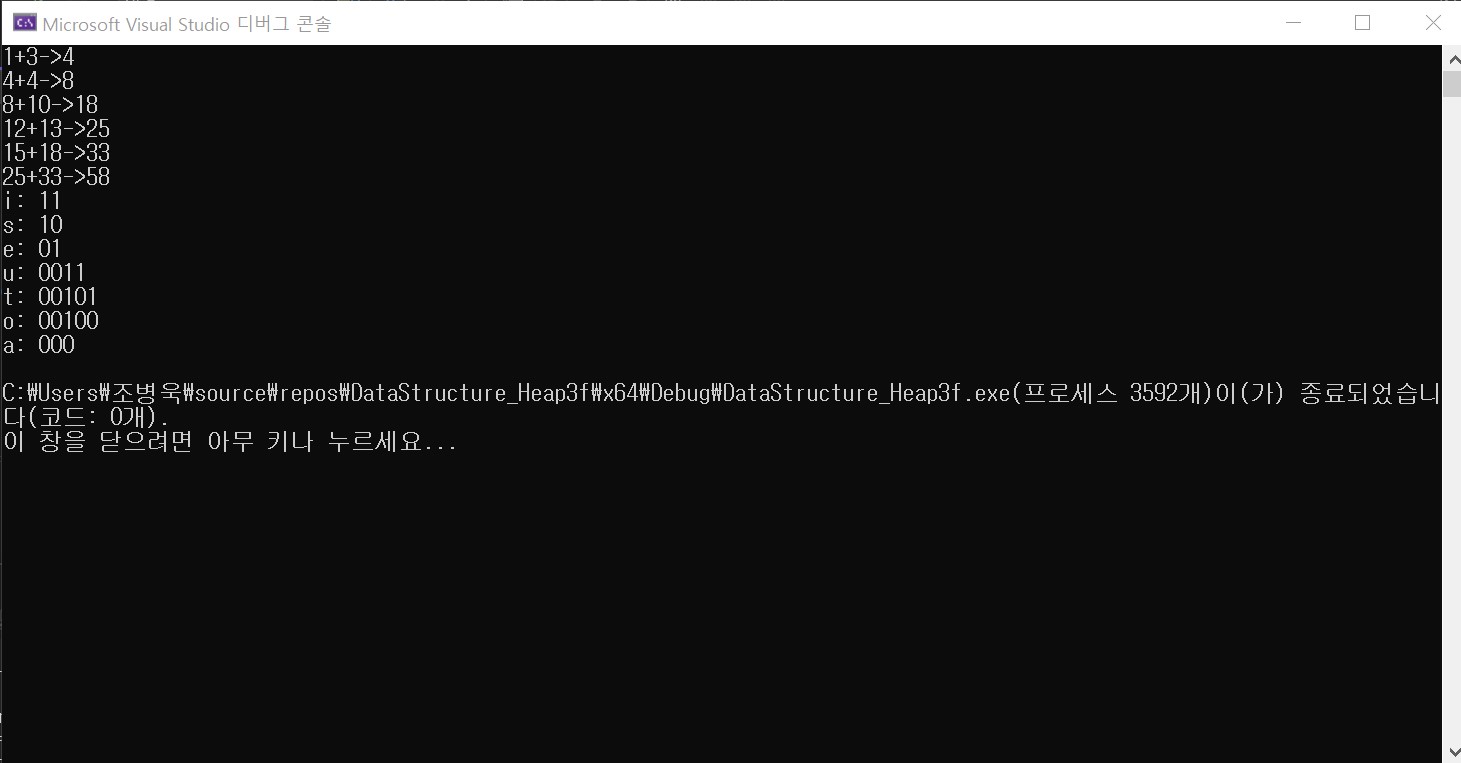 Microsoft Visual Studio 디버그 콘솔
1+3->4
4+4->8
8+10->18
12+13->25
15+18->33
25+33->58
i: 11
s: 10
e: 01
u: 0011
t: 00101
o: 00100
a: 000
C:₩Users₩조병욱₩source₩repos₩DataStructure_Heap3f₩x64₩Debug₩DataStructure_Heap3f.exe(프로세스 3592개)이(가) 종료되었습니
다(코드: 0개).
이 창을 닫으려면 아무 키나 누르세요...